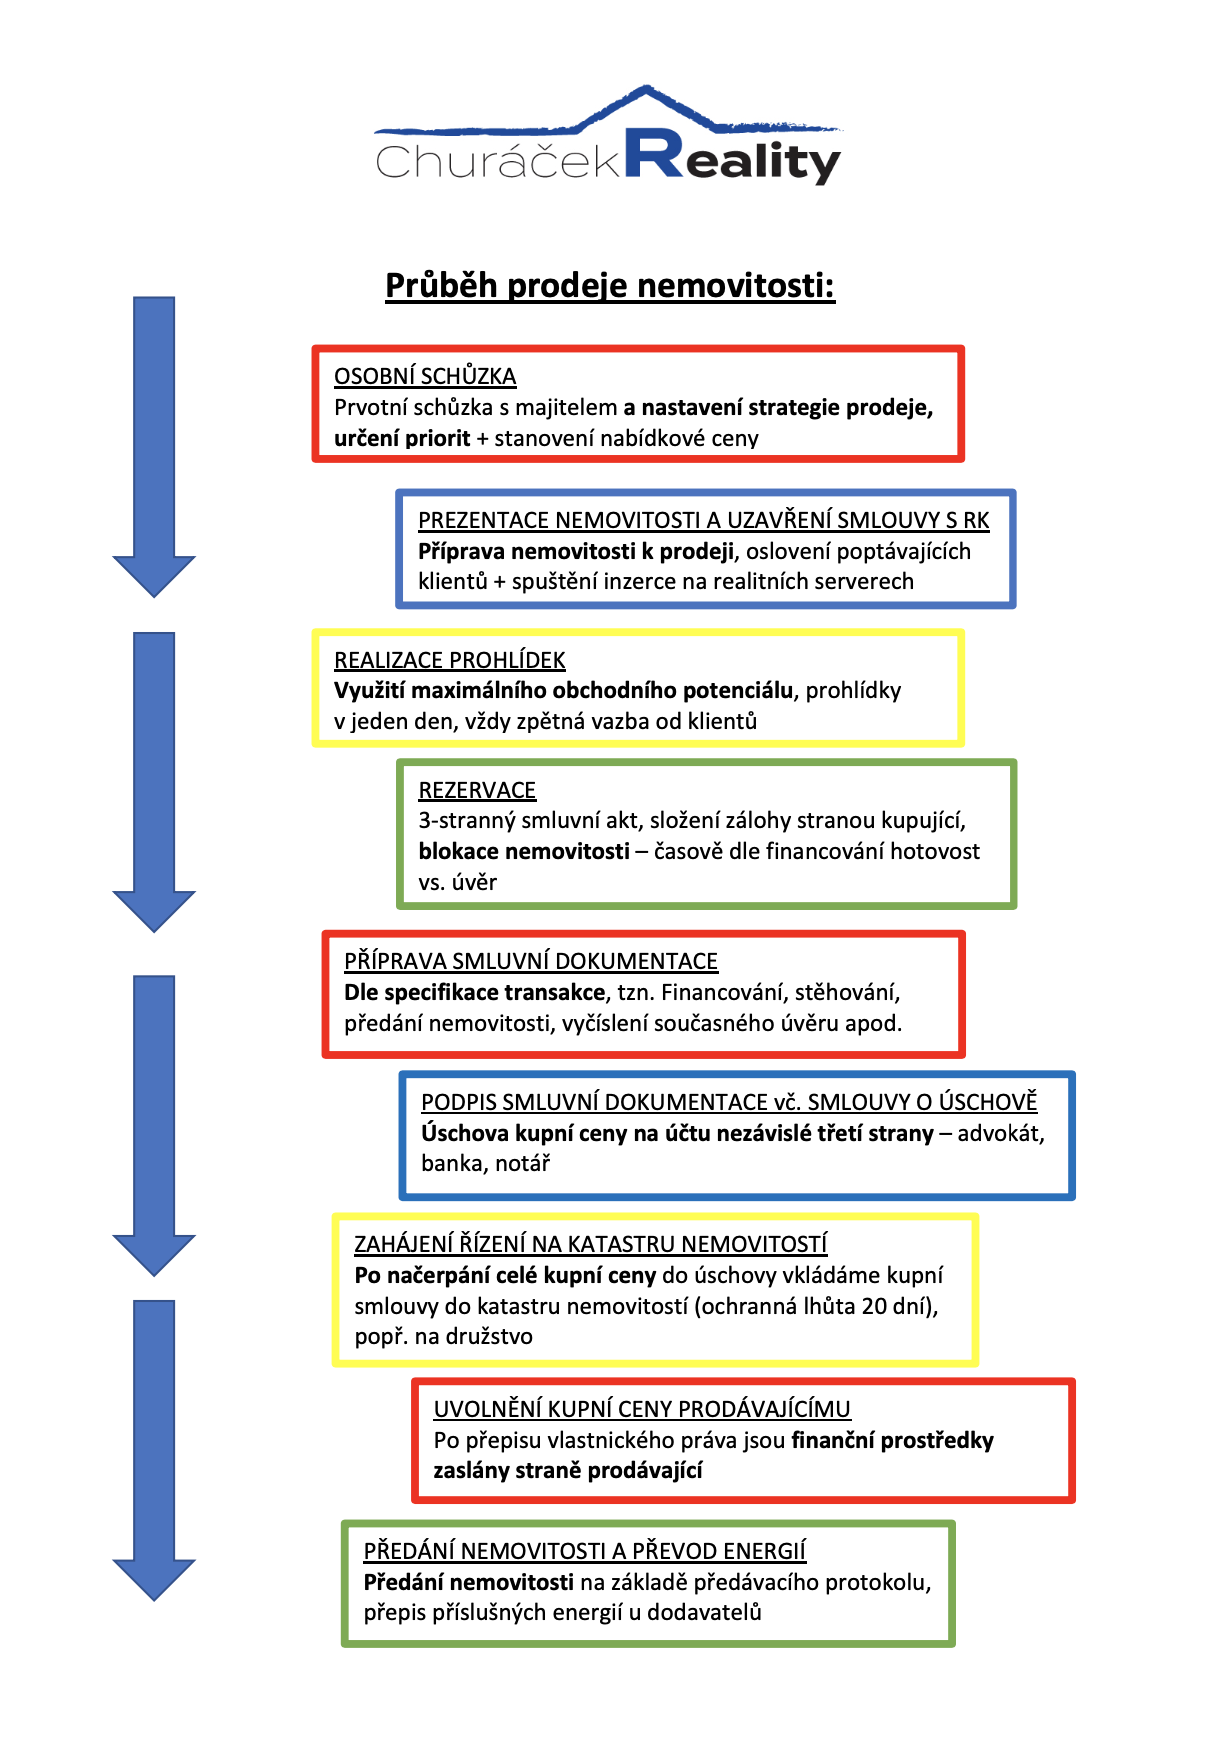 ChuráčekReality
Průběh prodeje nemovitosti:
OSOBNÍ SCHŮZKA
Prvotní schůzka s majitelem a nastavení strategie prodeje,
určení priorit + stanovení nabídkové ceny
PREZENTACE NEMOVITOSTI A UZAVŘENÍ SMLOUVY S RK
Příprava nemovitosti k prodeji, oslovení poptávajících
klientů + spuštění inzerce na realitních serverech
REALIZACE PROHLÍDEK
Využití maximálního obchodního potenciálu, prohlídky
v jeden den, vždy zpětná vazba od klientů
REZERVACE
3-stranný smluvní akt, složení zálohy stranou kupující,
blokace nemovitosti – časově dle financování hotovost
vs. úvěr
PŘÍPRAVA SMLUVNÍ DOKUMENTACE
Dle specifikace transakce, tzn. Financování, stěhování,
předání nemovitosti, vyčíslení současného úvěru apod.
PODPIS SMLUVNÍ DOKUMENTACE vč. SMLOUVY O ÚSCHOVĚ
Úschova kupní ceny na účtu nezávislé třetí strany – advokát,
banka, notář
ZAHÁJENÍ ŘÍZENÍ NA KATASTRU NEMOVITOSTÍ
Po načerpání celé kupní ceny do úschovy vkládáme kupní
smlouvy do katastru nemovitostí (ochranná lhůta 20 dní),
popř. na družstvo
UVOLNĚNÍ KUPNÍ CENY PRODÁVAJÍCÍMU
Po přepisu vlastnického práva jsou finanční prostředky
zaslány straně prodávající
PŘEDÁNÍ NEMOVITOSTI A PŘEVOD ENERGIÍ
Předání nemovitosti na základě předávacího protokolu,
přepis příslušných energií u dodavatelů